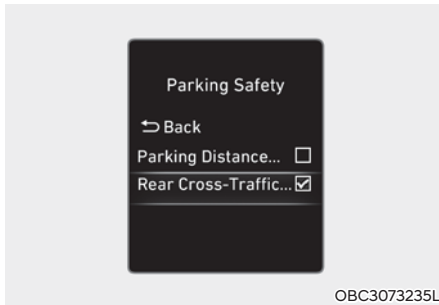 Parking Safety
Back
Parking Distance...
Rear Cross-Traffic...
OBC3073235L